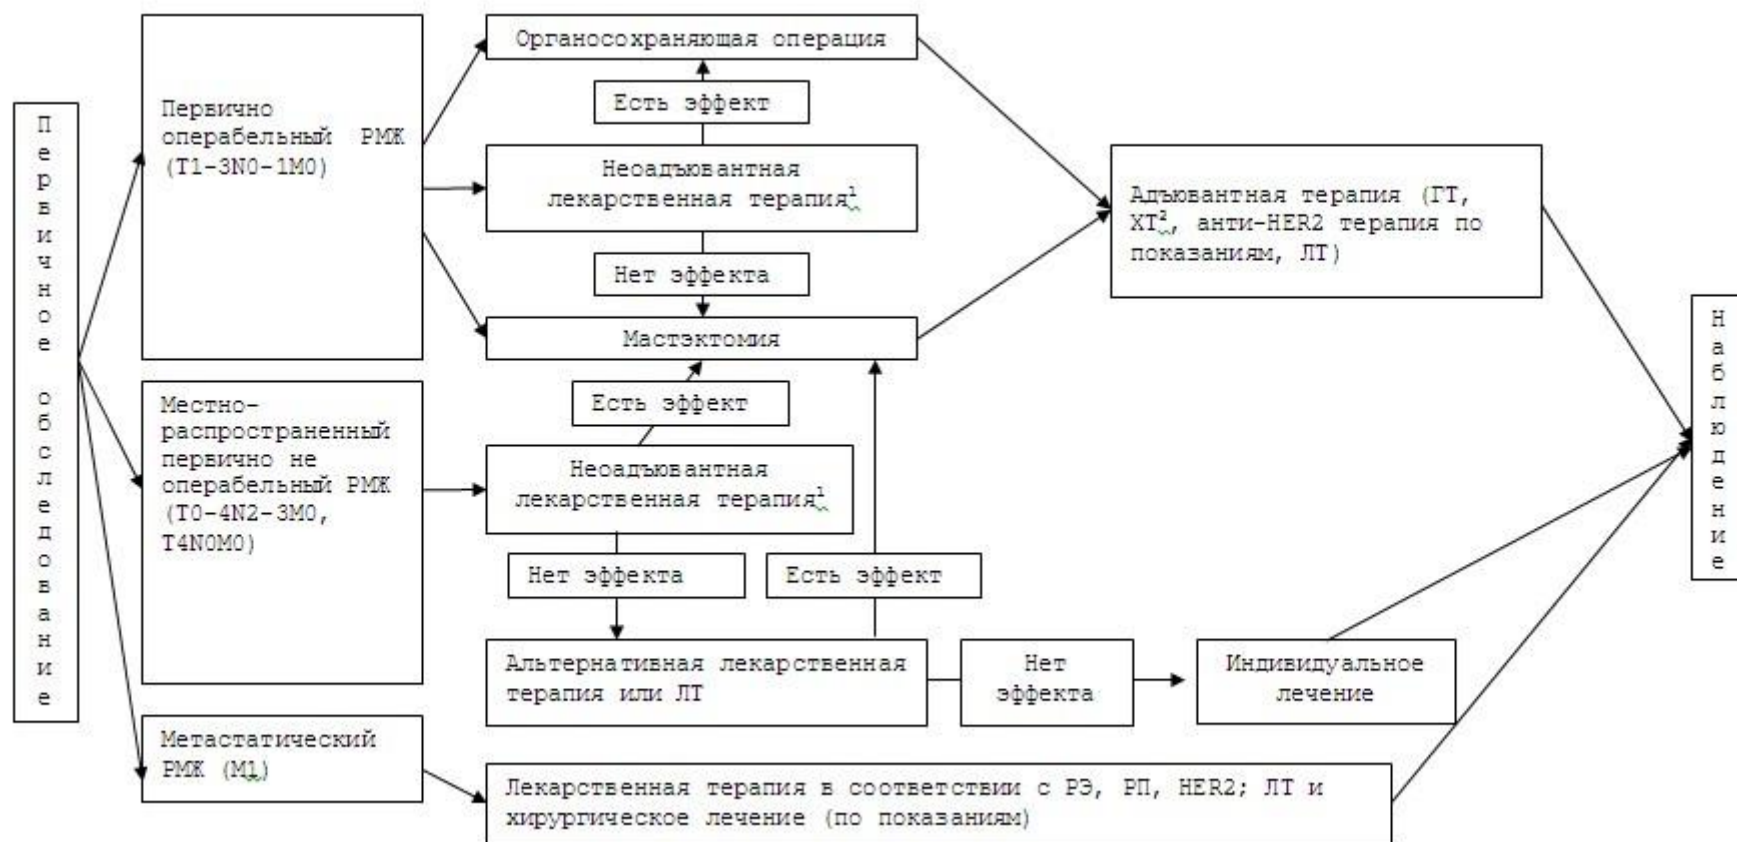 Первичное обследование
Первично
операбельный РМЖ
(T1-3N0-1M0)
Местно-
распространенный
первично не
операбельный РМЖ
(T0-4N2-3M0,
T4N0M0)
Метастатический
РМЖ (M1)
Органосохраняющая операция
Есть эффект
Неоадъювантная
лекарственная терапия¹
Нет эффекта
Мастэктомия
Есть эффект
Неоадъювантная
лекарственная терапия¹
Нет эффекта
Есть эффект
Альтернативная лекарственная
терапия или ЛТ
Нет
эффекта
Индивидуальное
лечение
Лекарственная терапия в соответствии с РЭ, РП, HER2; ЛТ и
хирургическое лечение (по показаниям)
Адъювантная терапия (ГТ,
ХТ², анти-HER2 терапия по
показаниям, ЛТ)
Наблюдение